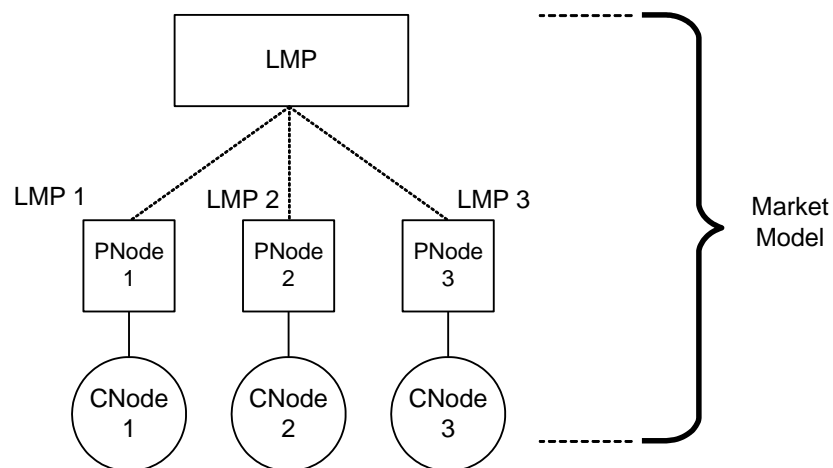 LMP
LMP 1
LMP 2
LMP 3
PNode
1
PNode
2
PNode
3
Market
Model
CNode
1
CNode
2
CNode
3